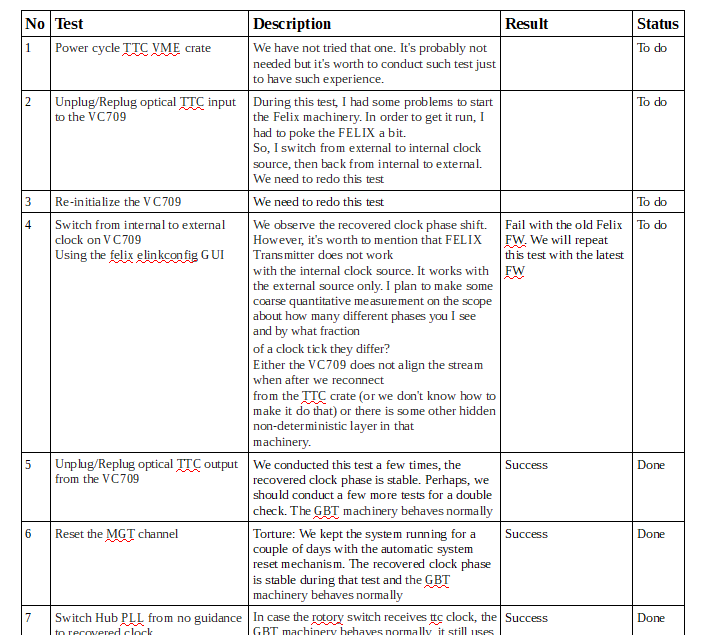 No Test Description Result Status
1 Power cycle TTC VME crate We have not tried that one. It's probably not To do
needed but it's worth to conduct such test just
to have such experience.
2 Unplug/Replug optical TTC input During this test, I had some problems to start To do
to the VC709 the Felix machinery. In order to get it run, I
had to poke the FELIX a bit.
So, I switch from external to internal clock
source, then back from internal to external.
We need to redo this test
3 Re-initialize the VC709 We need to redo this test To do
4 Switch from internal to external We observe the recovered clock phase shift. Fail with the old Felix To do
clock on VC709 However, it's worth to mention that FELIX FW. We will repeat
Using the felix elinkconfig GUI Transmitter does not work this test with the latest
with the internal clock source. It works with FW
the external source only. I plan to make some
coarse quantitative measurement on the scope
about how many different phases you I see
and by what fraction
of a clock tick they differ?
Either the VC709 does not align the stream
when after we reconnect
from the TTC crate (or we don't know how to
make it do that) or there is some other hidden
non-deterministic layer in that
machinery.
5 Unplug/Replug optical TTC output We conducted this test a few times, the Success Done
from the VC709 recovered clock phase is stable. Perhaps, we
should conduct a few more tests for a double
check. The GBT machinery behaves normally
6 Reset the MGT channel Torture: We kept the system running for a Success Done
couple of days with the automatic system
reset mechanism. The recovered clock phase
is stable during that test and the GBT
machinery behaves normally
7 Switch Hub PLL from no guidance In case the rotory switch receives ttc clock, the Success Done
to recovered clock GBT machinery behaves normally, it still uses